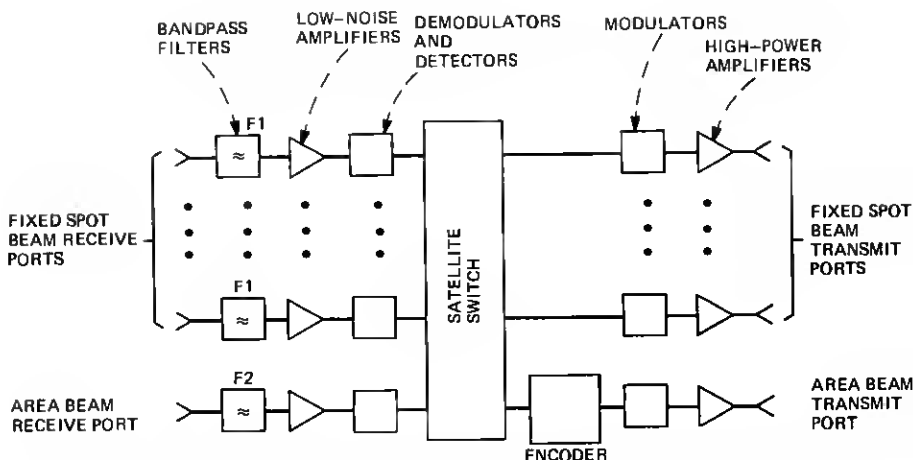 BANDPASS
FILTERS
LOW-NOISE
AMPLIFIERS
DEMODULATORS
AND
DETECTORS
MODULATORS
HIGH-POWER
AMPLIFIERS
F1
≈
FIXED SPOT
BEAM RECEIVE
PORTS
SATELLITE
SWITCH
FIXED SPOT
BEAM
TRANSMIT
PORTS
F1
≈
F2
≈
AREA BEAM
RECEIVE PORT
AREA BEAM
TRANSMIT
PORT
ENCODER